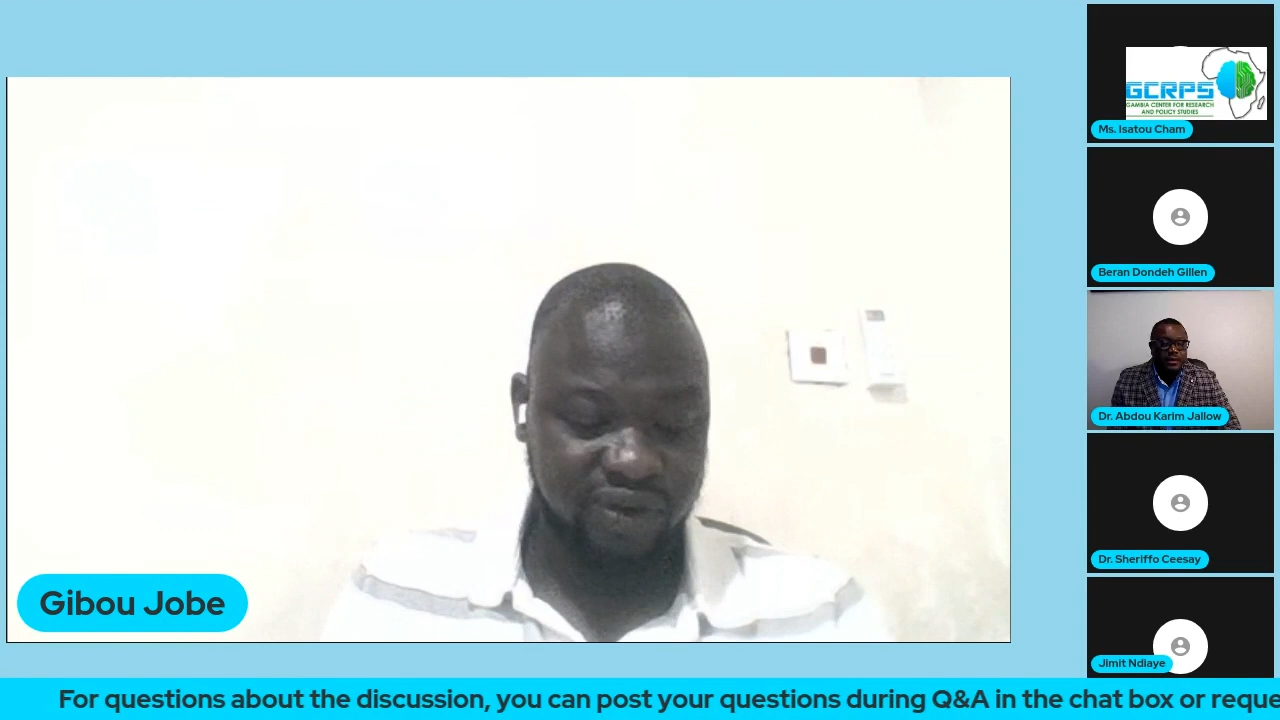 GCRPS
GAMBIA CENTER FOR RESEARCH
AND POLICY STUDIES
Ms. Isatou Cham
Beran Dondeh Gillen
Dr. Abdou Karim Jallow
Dr. Sheriffo Ceesay
Jimit Ndiaye
Gibou Jobe
For questions about the discussion, you can post your questions during Q&A in the chat box or reque